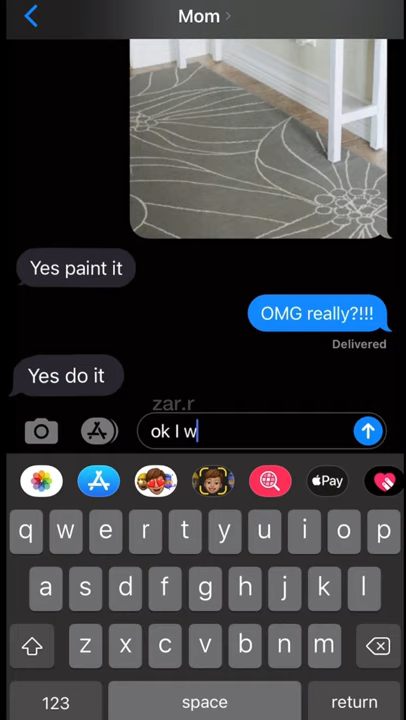 Mom
Yes paint it
OMG really?!!!
Delivered
Yes do it
zar.r
ok I w
Pay
q w e r t y u i o p
a s d f g h j k l
z x c v b n m
123 space return